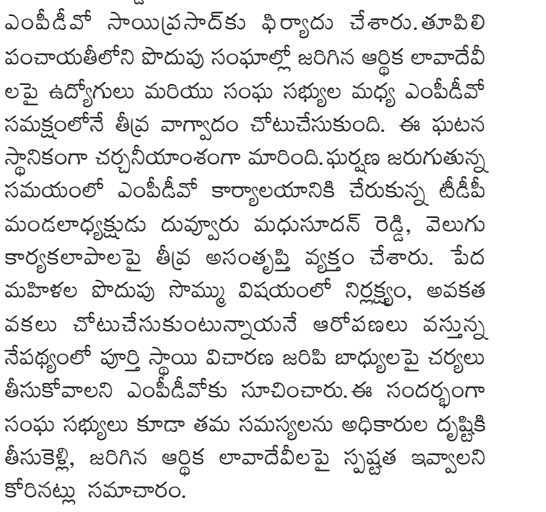 ఎంపీడీవో సాయిప్రసాద్‌కు ఫిర్యాదు చేశారు.తూపిలి
పంచాయతీలోని పొదుపు సంఘాల్లో జరిగిన ఆర్థిక లావాదేవీ
లపై ఉద్యోగులు మరియు సంఘ సభ్యుల మధ్య ఎంపీడీవో
సమక్షంలోనే తీవ్ర వాగ్వాదం చోటుచేసుకుంది. ఈ ఘటన
స్థానికంగా చర్చనీయాంశంగా మారింది.ఘర్షణ జరుగుతున్న
సమయంలో ఎంపీడీవో కార్యాలయానికి చేరుకున్న టీడీపీ
మండలాధ్యక్షుడు దువ్వూరు మధుసూదన్ రెడ్డి, వెలుగు
కార్యకలాపాలపై తీవ్ర అసంతృప్తి వ్యక్తం చేశారు. పేద
మహిళల పొదుపు సొమ్ము విషయంలో నిర్లక్ష్యం, అవకత
వకలు చోటుచేసుకుంటున్నాయనే ఆరోపణలు వస్తున్న
నేపథ్యంలో పూర్తి స్థాయి విచారణ జరిపి బాధ్యులపై చర్యలు
తీసుకోవాలని ఎంపీడీవోకు సూచించారు.ఈ సందర్భంగా
సంఘ సభ్యులు కూడా తమ సమస్యలను అధికారుల దృష్టికి
తీసుకెళ్లి, జరిగిన ఆర్థిక లావాదేవీలపై స్పష్టత ఇవ్వాలని
కోరినట్లు సమాచారం.